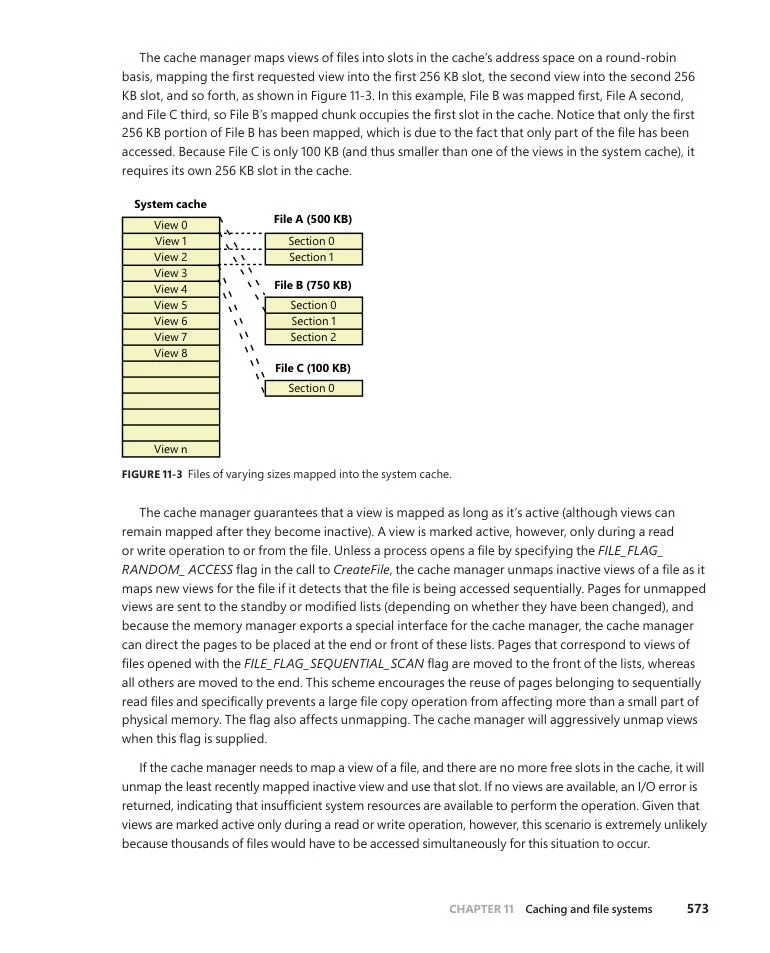 The cache manager maps views of files into slots in the cache’s address space on a round-robin
basis, mapping the first requested view into the first 256 KB slot, the second view into the second 256
KB slot, and so forth, as shown in Figure 11-3. In this example, File B was mapped first, File A second,
and File C third, so File B’s mapped chunk occupies the first slot in the cache. Notice that only the first
256 KB portion of File B has been mapped, which is due to the fact that only part of the file has been
accessed. Because File C is only 100 KB (and thus smaller than one of the views in the system cache), it
requires its own 256 KB slot in the cache.
System cache
View 0
View 1
View 2
View 3
View 4
View 5
View 6
View 7
View 8
View n
File A (500 KB)
Section 0
Section 1
File B (750 KB)
Section 0
Section 1
Section 2
File C (100 KB)
Section 0
FIGURE 11-3 Files of varying sizes mapped into the system cache.
The cache manager guarantees that a view is mapped as long as it’s active (although views can
remain mapped after they become inactive). A view is marked active, however, only during a read
or write operation to or from the file. Unless a process opens a file by specifying the FILE_FLAG_
RANDOM_ ACCESS flag in the call to CreateFile, the cache manager unmaps inactive views of a file as it
maps new views for the file if it detects that the file is being accessed sequentially. Pages for unmapped
views are sent to the standby or modified lists (depending on whether they have been changed), and
because the memory manager exports a special interface for the cache manager, the cache manager
can direct the pages to be placed at the end or front of these lists. Pages that correspond to views of
files opened with the FILE_FLAG_SEQUENTIAL_SCAN flag are moved to the front of the lists, whereas
all others are moved to the end. This scheme encourages the reuse of pages belonging to sequentially
read files and specifically prevents a large file copy operation from affecting more than a small part of
physical memory. The flag also affects unmapping. The cache manager will aggressively unmap views
when this flag is supplied.
If the cache manager needs to map a view of a file, and there are no more free slots in the cache, it will
unmap the least recently mapped inactive view and use that slot. If no views are available, an I/O error is
returned, indicating that insufficient system resources are available to perform the operation. Given that
views are marked active only during a read or write operation, however, this scenario is extremely unlikely
because thousands of files would have to be accessed simultaneously for this situation to occur.
CHAPTER 11 Caching and file systems 573